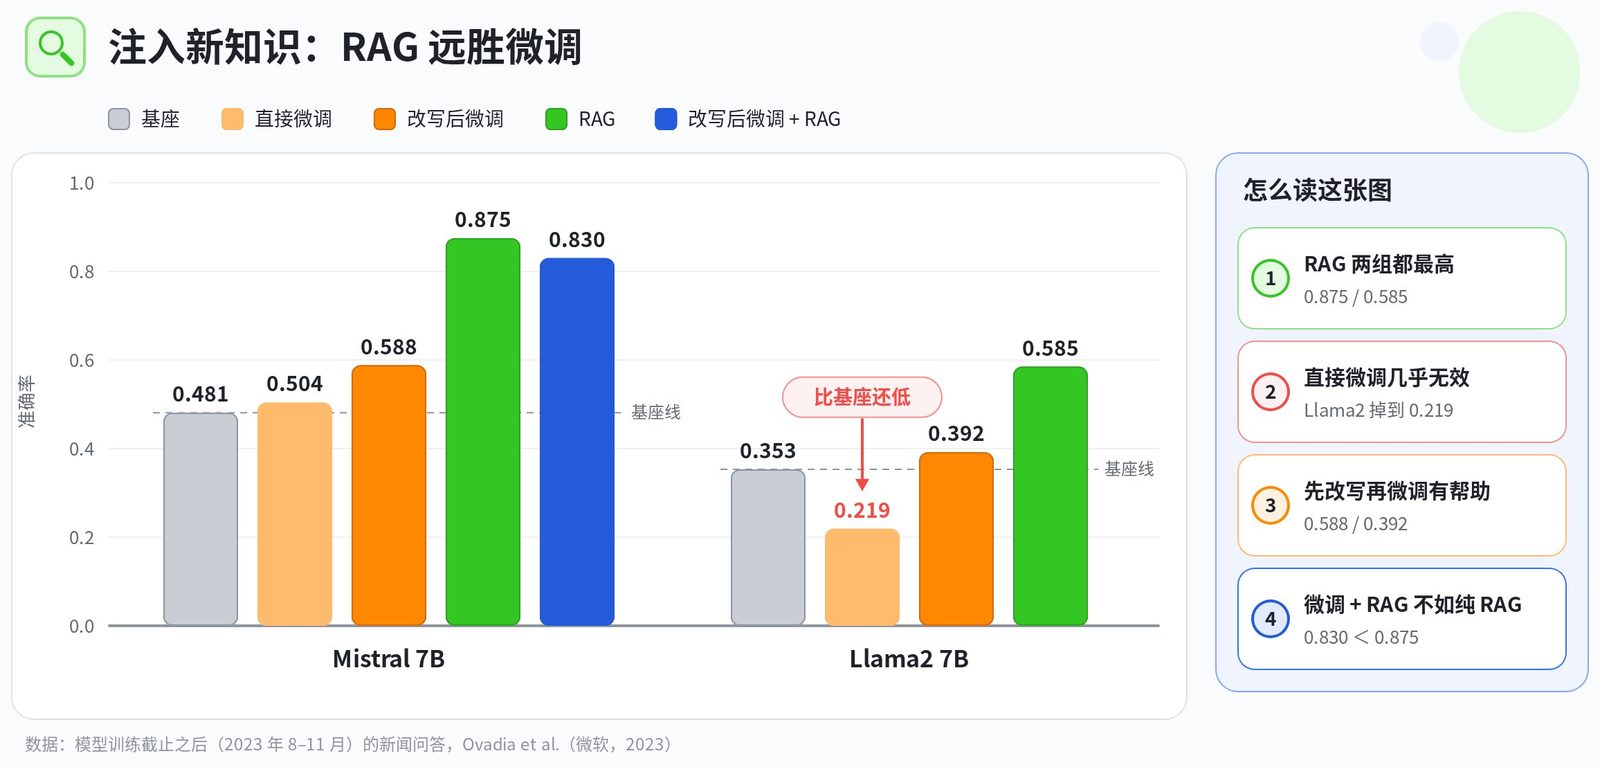 注入新知识：RAG 远胜微调
基座
直接微调
改写后微调
RAG
改写后微调 + RAG
准确率
1.0
0.8
0.6
0.4
0.2
0.0
0.481
0.504
0.588
0.875
0.830
基座线
Mistral 7B
0.353
比基座还低
0.219
0.392
0.585
基座线
Llama2 7B
怎么读这张图
1
RAG 两组都最高
0.875 / 0.585
2
直接微调几乎无效
Llama2 掉到 0.219
3
先改写再微调有帮助
0.588 / 0.392
4
微调 + RAG 不如纯 RAG
0.830 ＜ 0.875
数据：模型训练截止之后（2023 年 8–11 月）的新闻问答，Ovadia et al.（微软，2023）